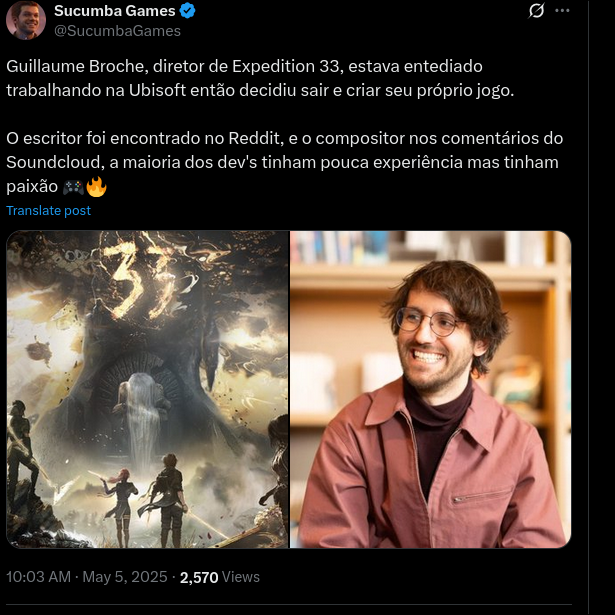 Sucumba Games
@SucumbaGames
Guillaume Broche, diretor de Expedition 33, estava entediado
trabalhando na Ubisoft então decidiu sair e criar seu próprio jogo.
O escritor foi encontrado no Reddit, e o compositor nos comentários do
Soundcloud, a maioria dos dev's tinham pouca experiência mas tinham
paixão 🎮🔥
Translate post
33
10:03 AM · May 5, 2025 · 2,570 Views